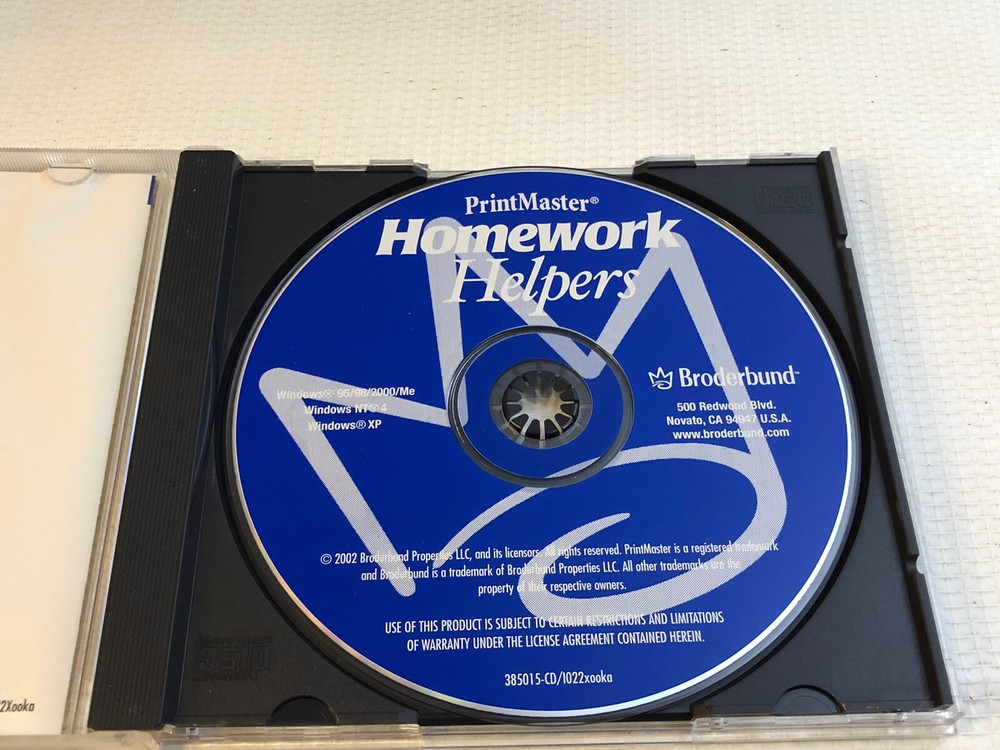 PrintMaster®
Homework
Helpers
Windows® 95/98/2000/Me
Windows NT® 4
Windows® XP
Broderbund™
500 Redwood Blvd.
Novato, CA 94947 U.S.A.
www.broderbund.com
© 2002 Broderbund Properties LLC, and its licensors. All rights reserved. PrintMaster is a registered trademark
and Broderbund is a trademark of Broderbund Properties LLC. All other trademarks are the
property of their respective owners.
USE OF THIS PRODUCT IS SUBJECT TO CERTAIN RESTRICTIONS AND LIMITATIONS
OF WARRANTY UNDER THE LICENSE AGREEMENT CONTAINED HEREIN.
385015-CD/I022xooka
2Xooka